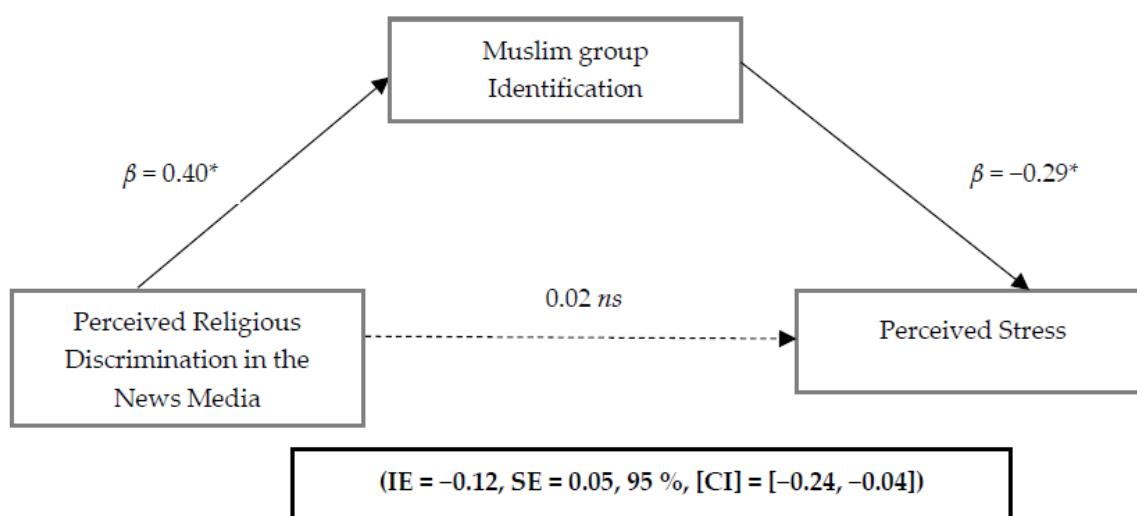 Muslim group
Identification
β = 0.40*
β = −0.29*
0.02 ns
Perceived Religious
Discrimination in the
News Media
Perceived Stress
(IE = −0.12, SE = 0.05, 95 %, [CI] = [−0.24, −0.04])